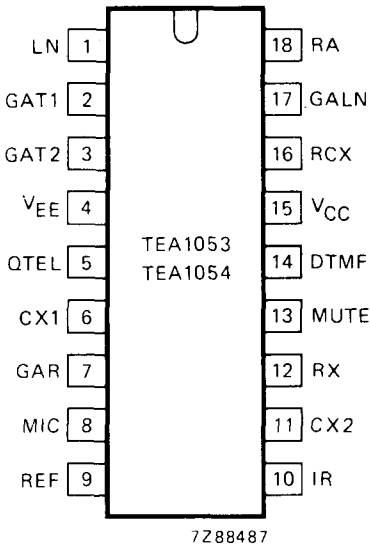 LN 1 18 RA
GAT1 2 17 GALN
GAT2 3 16 RCX
VEE 4 15 VCC
TEA1053
TEA1054
QTEL 5 14 DTMF
CX1 6 13 MUTE
GAR 7 12 RX
MIC 8 11 CX2
REF 9 10 IR
7Z88487